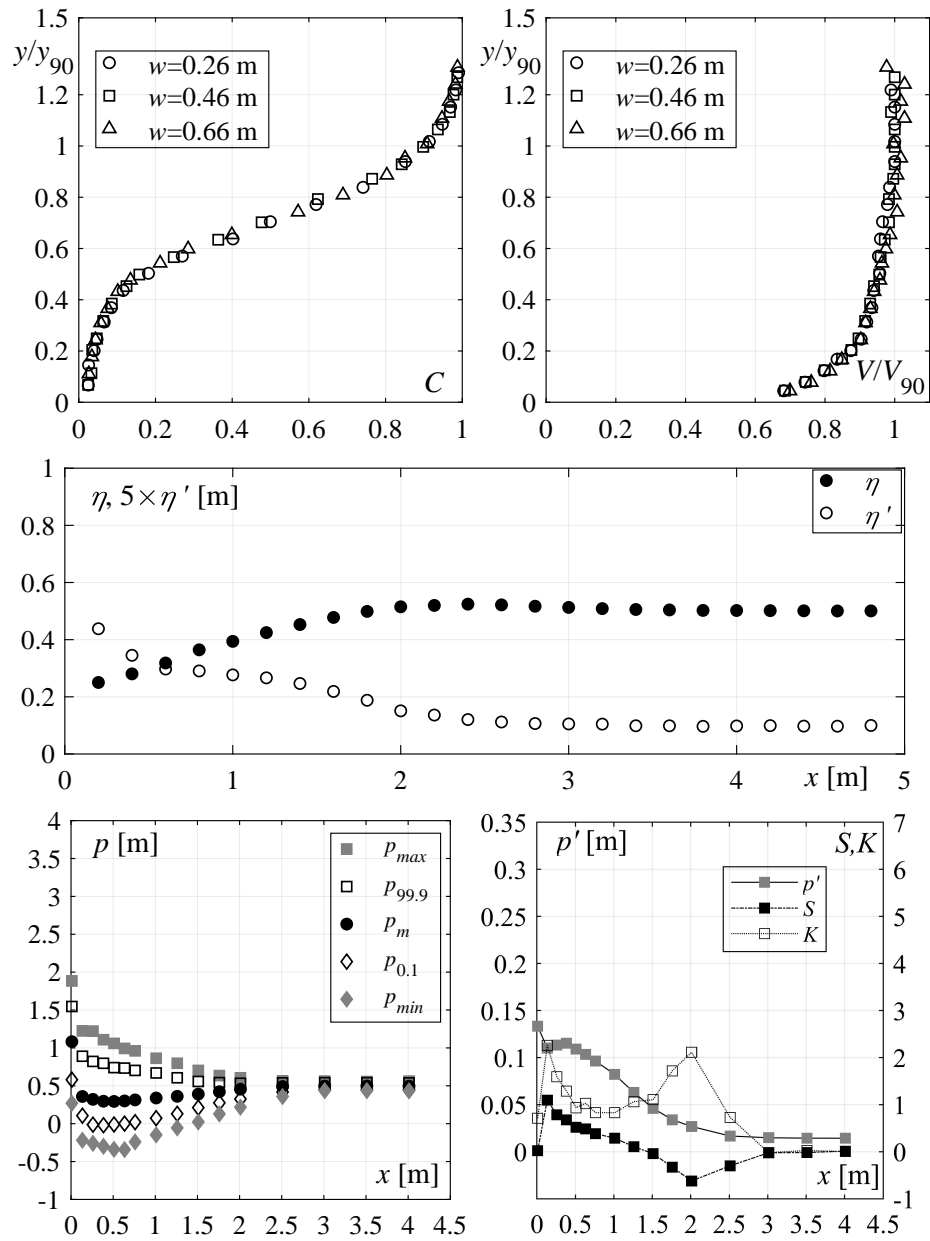 1.5
y/y90
1.2
1
0.8
0.6
0.4
0.2
0
w=0.26 m
w=0.46 m
w=0.66 m
C
0.2 0.4 0.6 0.8 1
1.5
y/y90
1.2
1
0.8
0.6
0.4
0.2
0
w=0.26 m
w=0.46 m
w=0.66 m
V/V90
0 0.2 0.4 0.6 0.8 1
1
0.8
0.6
0.4
0.2
0
η, 5×η ' [m]
η
η '
0 1 2 3 4 5
x [m]
4
3.5
3
2.5
2
1.5
1
0.5
0
-0.5
-1
p [m]
pmax
p99.9
pm
p0.1
pmin
x [m]
0 0.5 1 1.5 2 2.5 3 3.5 4 4.5
0.35
0.3
0.25
0.2
0.15
0.1
0.05
0
p' [m]
S,K
p'
S
K
7
6
5
4
3
2
1
0
-1
x [m]
0 0.5 1 1.5 2 2.5 3 3.5 4 4.5